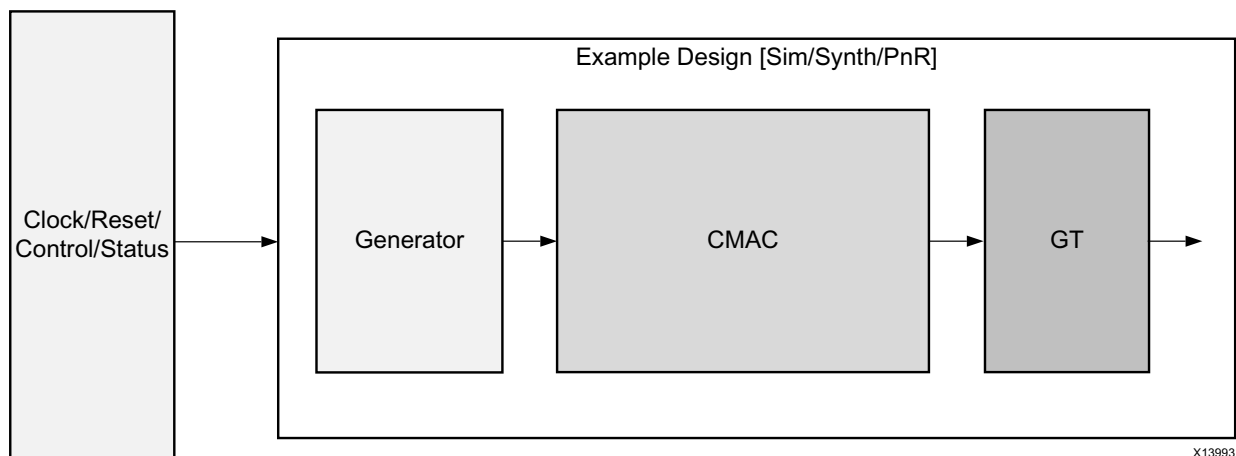 Example Design [Sim/Synth/PnR]
Clock/Reset/
Control/Status
Generator
CMAC
GT
X13993